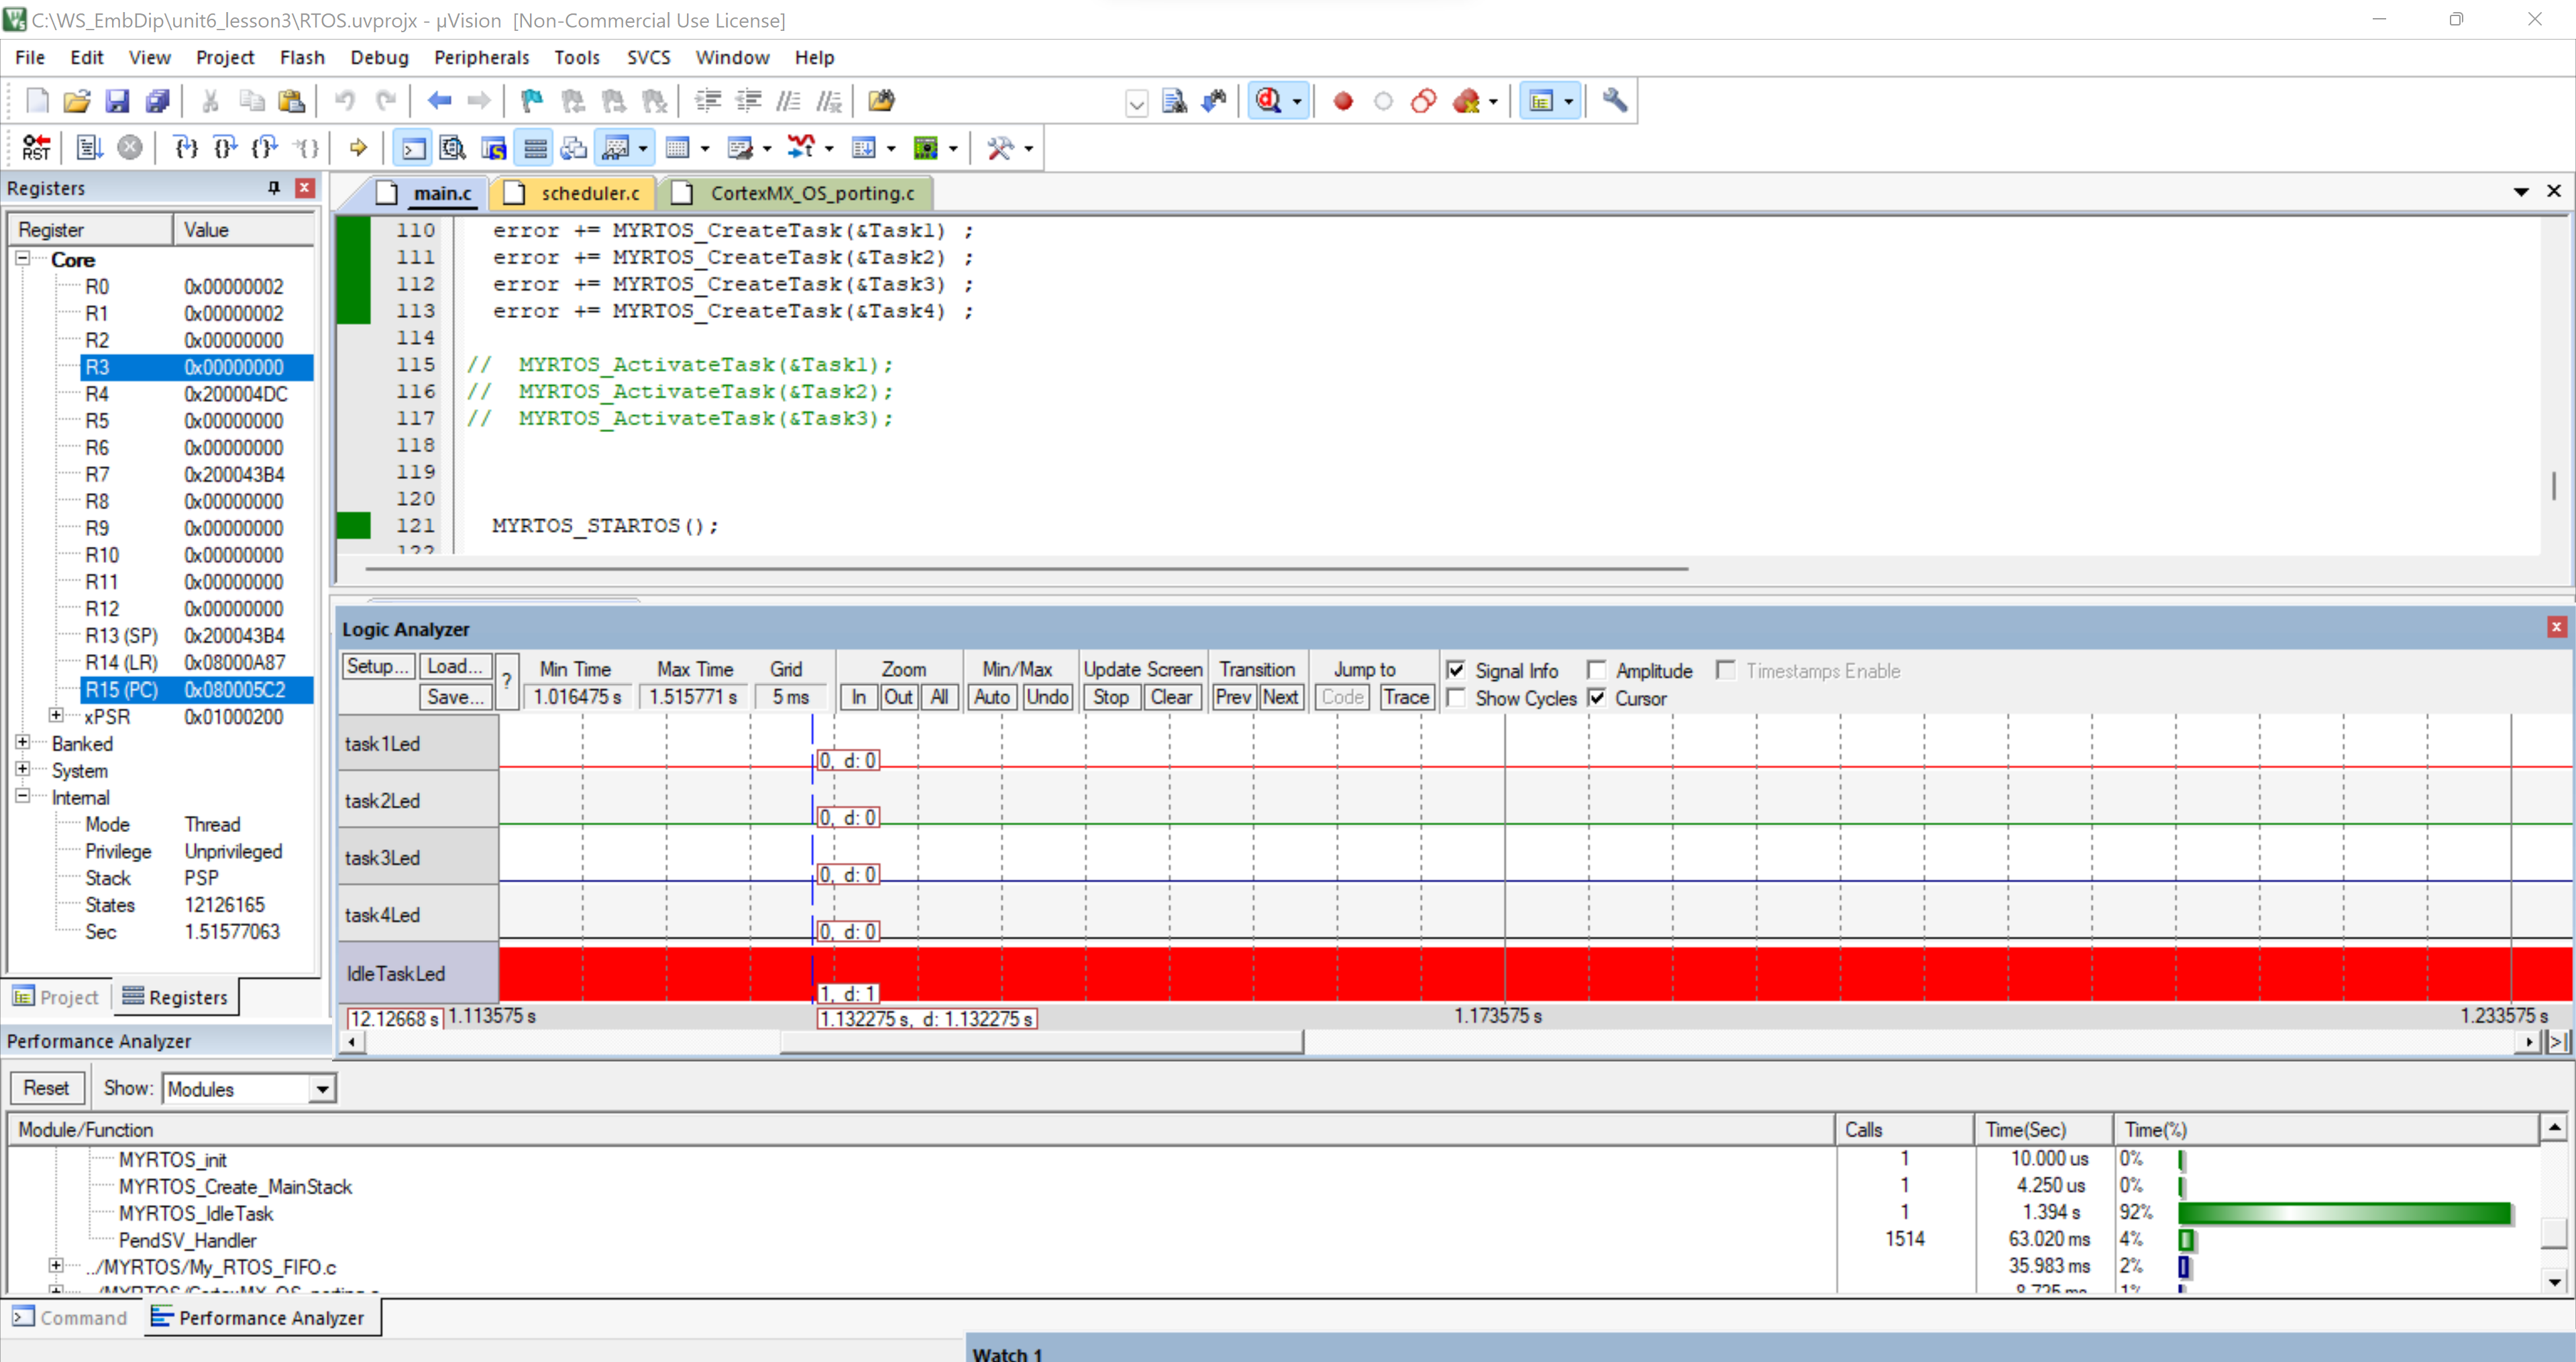 C:\WS_EmbDip\unit6_lesson3\RTOS.uvprojx - µVision [Non-Commercial Use License]
File Edit View Project Flash Debug Peripherals Tools SVCS Window Help
RST
Registers
Register Value
Core
R0 0x00000002
R1 0x00000002
R2 0x00000000
R3 0x00000000
R4 0x200004DC
R5 0x00000000
R6 0x00000000
R7 0x200043B4
R8 0x00000000
R9 0x00000000
R10 0x00000000
R11 0x00000000
R12 0x00000000
R13 (SP) 0x200043B4
R14 (LR) 0x08000A87
R15 (PC) 0x080005C2
xPSR 0x01000200
Banked
System
Internal
Mode Thread
Privilege Unprivileged
Stack PSP
States 12126165
Sec 1.51577063
Project Registers
main.c scheduler.c CortexMX_OS_porting.c
110 error += MYRTOS_CreateTask(&Task1) ;
111 error += MYRTOS_CreateTask(&Task2) ;
112 error += MYRTOS_CreateTask(&Task3) ;
113 error += MYRTOS_CreateTask(&Task4) ;
114
115 // MYRTOS_ActivateTask(&Task1);
116 // MYRTOS_ActivateTask(&Task2);
117 // MYRTOS_ActivateTask(&Task3);
118
119
120
121 MYRTOS_STARTOS();
122
Logic Analyzer
Setup... Load... ? Min Time Max Time Grid Zoom Min/Max Update Screen Transition Jump to Signal Info Amplitude Timestamps Enable
Save... 1.016475 s 1.515771 s 5 ms In Out All Auto Undo Stop Clear Prev Next Code Trace Show Cycles Cursor
task1Led 0, d: 0
task2Led 0, d: 0
task3Led 0, d: 0
task4Led 0, d: 0
IdleTaskLed 1, d: 1
12.12668 s 1.113575 s 1.132275 s, d: 1.132275 s 1.173575 s 1.233575 s
Performance Analyzer
Reset Show: Modules
Module/Function Calls Time(Sec) Time(%)
MYRTOS_init 1 10.000 us 0%
MYRTOS_Create_MainStack 1 4.250 us 0%
MYRTOS_IdleTask 1 1.394 s 92%
PendSV_Handler 1514 63.020 ms 4%
../MYRTOS/My_RTOS_FIFO.c 35.983 ms 2%
../MYRTOS/CortexMX_OS_porting.c 8.725 ms 1%
Command Performance Analyzer
Watch 1